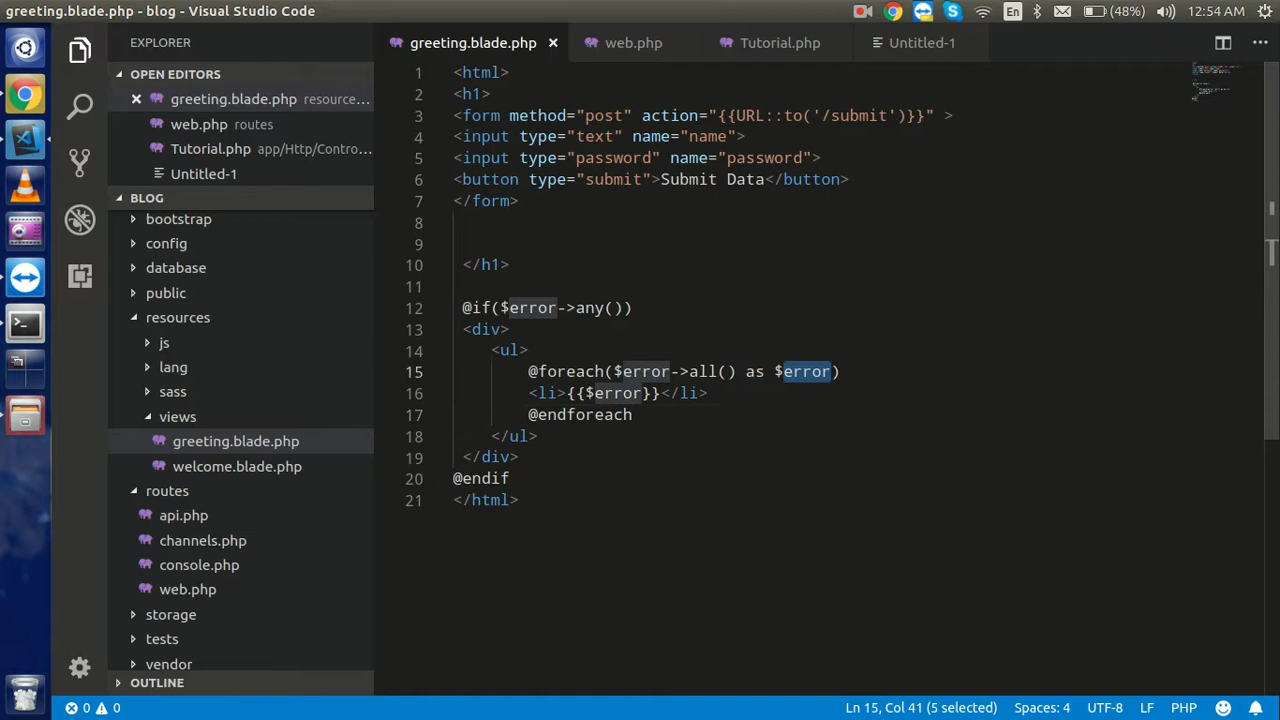 greeting.blade.php - blog - Visual Studio Code
En
(48%)
12:54 AM
EXPLORER
OPEN EDITORS
greeting.blade.php resource...
web.php routes
Tutorial.php app/Http/Contro...
Untitled-1
BLOG
bootstrap
config
database
public
resources
js
lang
sass
views
greeting.blade.php
welcome.blade.php
routes
api.php
channels.php
console.php
web.php
storage
tests
vendor
OUTLINE
greeting.blade.php
web.php
Tutorial.php
Untitled-1
1 <html>
2 <h1>
3 <form method="post" action="{{URL::to('/submit')}}" >
4 <input type="text" name="name">
5 <input type="password" name="password">
6 <button type="submit">Submit Data</button>
7 </form>
8
9
10 </h1>
11
12 @if($error->any())
13 <div>
14 <ul>
15 @foreach($error->all() as $error)
16 <li>{{$error}}</li>
17 @endforeach
18 </ul>
19 </div>
20 @endif
21 </html>
0 0
Ln 15, Col 41 (5 selected)
Spaces: 4
UTF-8
LF
PHP